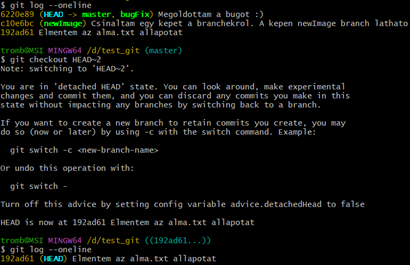 $ git log --oneline
6220e89 (HEAD -> master, bugFix) Megoldottam a bugot :)
c10e6bc (newImage) Csinaltam egy kepet a branchekrol. A kepen newImage branch lathato
192ad61 Elmentem az alma.txt allapotat
tromb@MSI MINGW64 /d/test_git (master)
$ git checkout HEAD~2
Note: switching to 'HEAD~2'.
You are in 'detached HEAD' state. You can look around, make experimental
changes and commit them, and you can discard any commits you make in this
state without impacting any branches by switching back to a branch.
If you want to create a new branch to retain commits you create, you may
do so (now or later) by using -c with the switch command. Example:
git switch -c <new-branch-name>
Or undo this operation with:
git switch -
Turn off this advice by setting config variable advice.detachedHead to false
HEAD is now at 192ad61 Elmentem az alma.txt allapotat
tromb@MSI MINGW64 /d/test_git ((192ad61...))
$ git log --oneline
192ad61 (HEAD) Elmentem az alma.txt allapotat